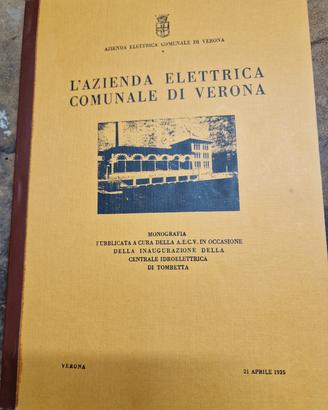 AZIENDA ELETTRICA COMUNALE DI VERONA
L'AZIENDA ELETTRICA
COMUNALE DI VERONA
MONOGRAFIA
PUBBLICATA A CURA DELLA A.E.C.V. IN OCCASIONE
DELLA INAUGURAZIONE DELLA
CENTRALE IDROELETTRICA
DI TOMBETTA
VERONA
21 APRILE 1925